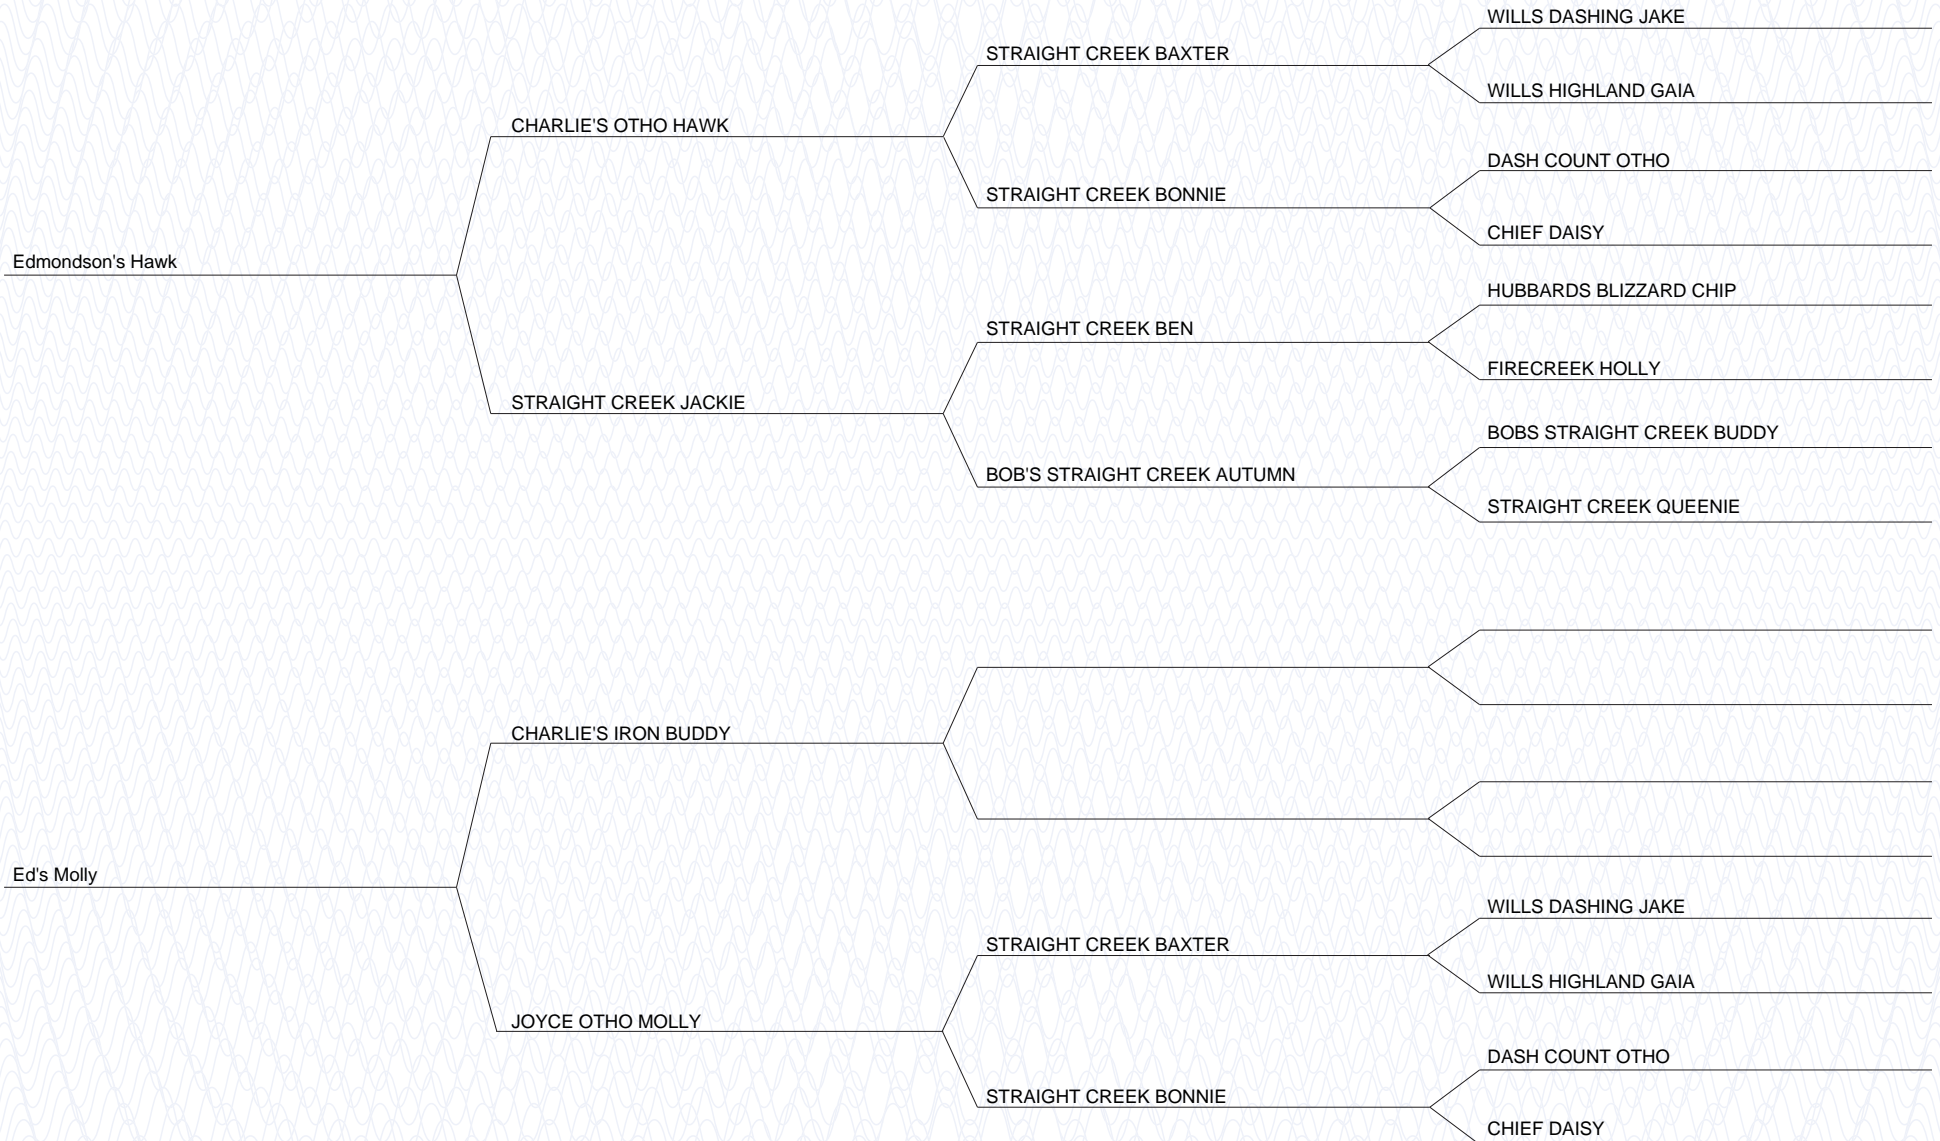 WILLS DASHING JAKE
STRAIGHT CREEK BAXTER
WILLS HIGHLAND GAIA
CHARLIE'S OTHO HAWK
DASH COUNT OTHO
STRAIGHT CREEK BONNIE
CHIEF DAISY
Edmondson's Hawk
HUBBARDS BLIZZARD CHIP
STRAIGHT CREEK BEN
FIRECREEK HOLLY
STRAIGHT CREEK JACKIE
BOBS STRAIGHT CREEK BUDDY
BOB'S STRAIGHT CREEK AUTUMN
STRAIGHT CREEK QUEENIE
CHARLIE'S IRON BUDDY
Ed's Molly
WILLS DASHING JAKE
STRAIGHT CREEK BAXTER
WILLS HIGHLAND GAIA
JOYCE OTHO MOLLY
DASH COUNT OTHO
STRAIGHT CREEK BONNIE
CHIEF DAISY